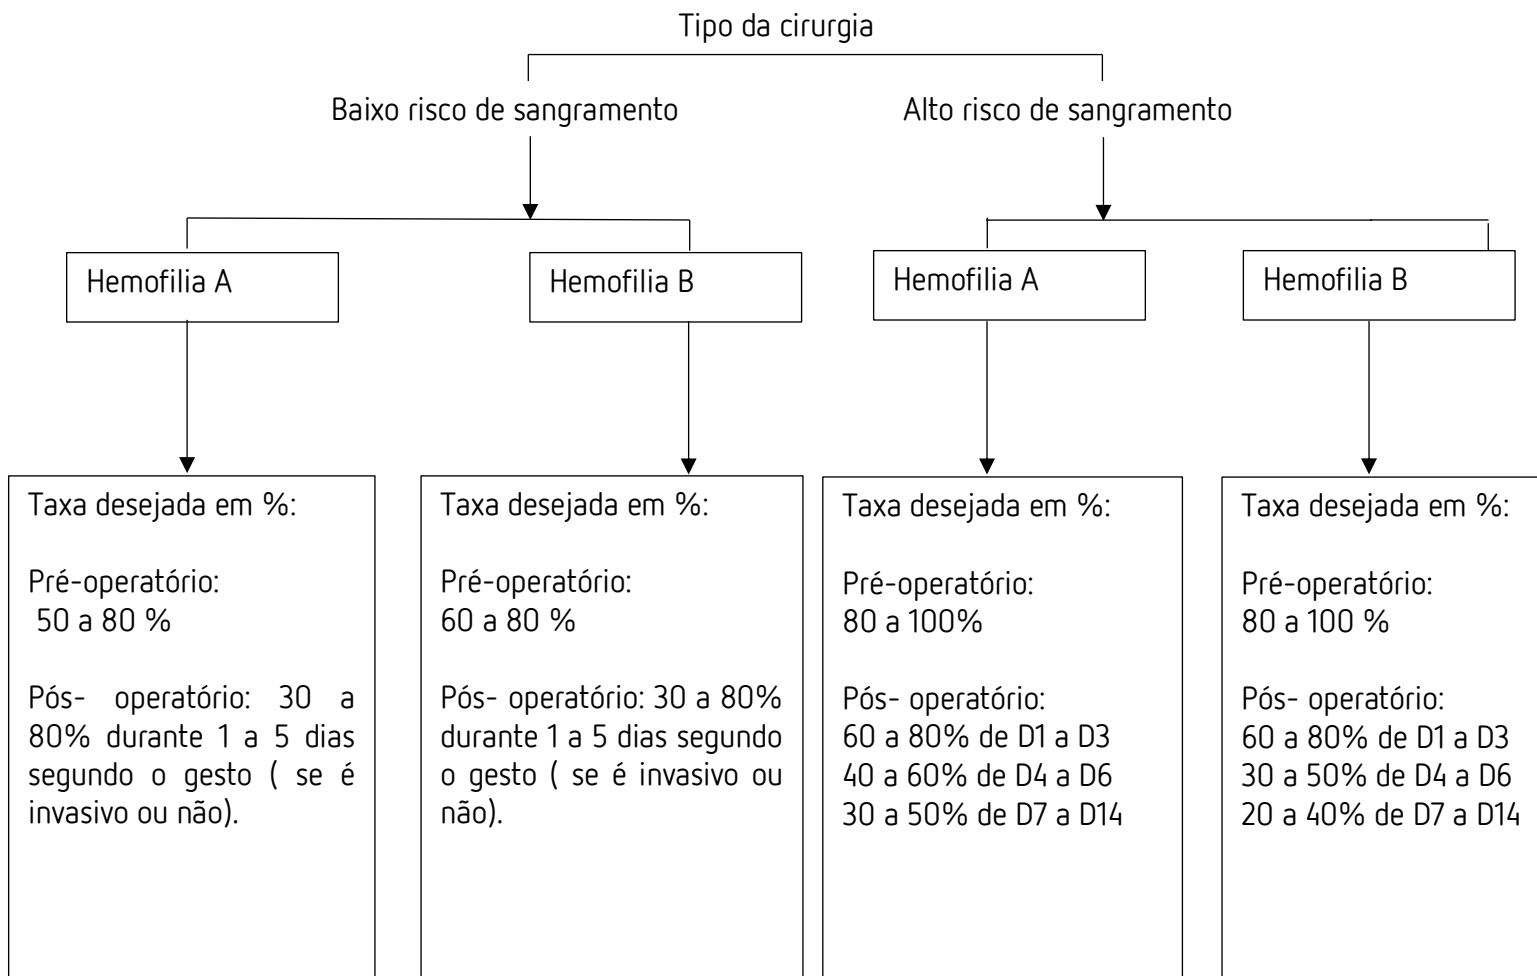 Tipo da cirurgia
Baixo risco de sangramento
Alto risco de sangramento
Hemofilia A
Hemofilia B
Hemofilia A
Hemofilia B
Taxa desejada em %:
Pré-operatório:
50 a 80 %
Pós- operatório: 30 a
80% durante 1 a 5 dias
segundo o gesto ( se é
invasivo ou não).
Taxa desejada em %:
Pré-operatório:
60 a 80 %
Pós- operatório: 30 a 80%
durante 1 a 5 dias segundo
o gesto ( se é invasivo ou
não).
Taxa desejada em %:
Pré-operatório:
80 a 100%
Pós- operatório:
60 a 80% de D1 a D3
40 a 60% de D4 a D6
30 a 50% de D7 a D14
Taxa desejada em %:
Pré-operatório:
80 a 100 %
Pós- operatório:
60 a 80% de D1 a D3
30 a 50% de D4 a D6
20 a 40% de D7 a D14